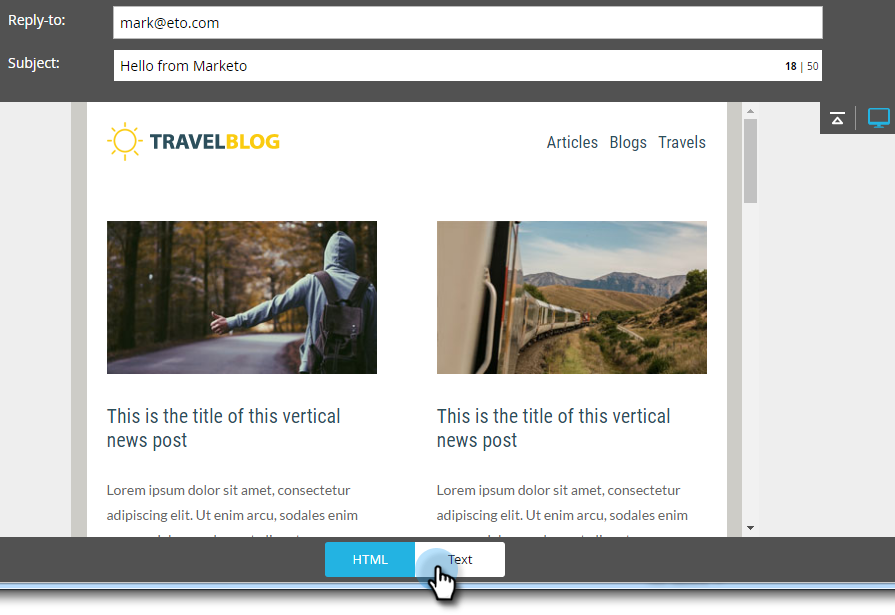 Reply-to:
mark@eto.com
Subject:
Hello from Marketo
18 | 50
TRAVELBLOG
Articles Blogs Travels
This is the title of this vertical
news post
Lorem ipsum dolor sit amet, consectetur
adipiscing elit. Ut enim arcu, sodales enim
This is the title of this vertical
news post
Lorem ipsum dolor sit amet, consectetur
adipiscing elit. Ut enim arcu, sodales enim
HTML
Text